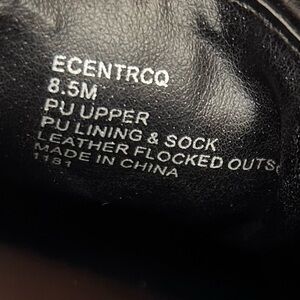 ECENTRCQ
8.5M
PU UPPER
PU LINING & SOCK
LEATHER FLOCKED OUTS
MADE IN CHINA
1181